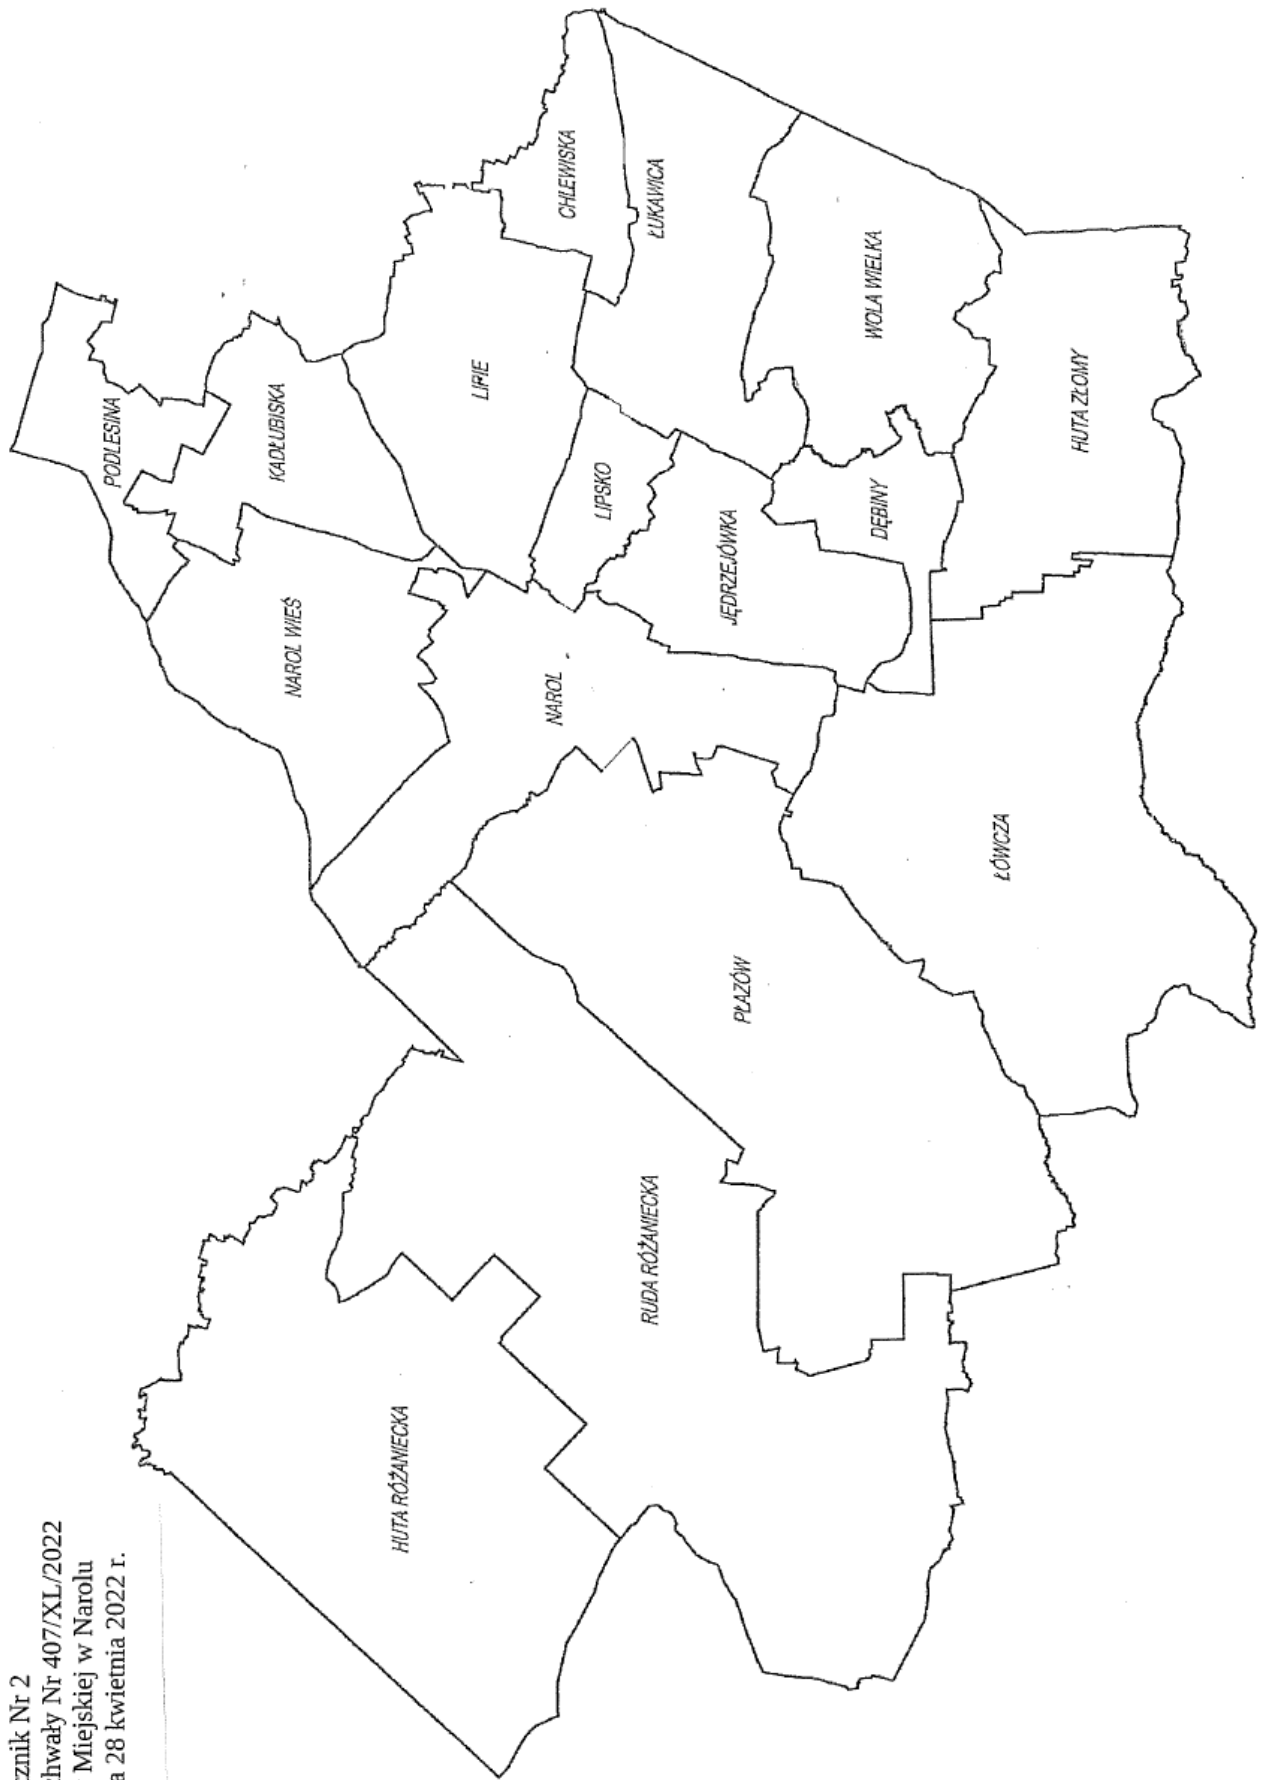 znik Nr 2
hwały Nr 407/XL/2022
Miejskiej w Narolu
a 28 kwietnia 2022 r.
PODLESINA
KADŁUBISKA
NAROL WIEŚ
HUTA RÓŻANIECKA
LIPIE
NAROL
CHLEWISKA
LIPSKO
RUDA RÓŻANIECKA
ŁUKAWICA
JĘDRZEJÓWKA
PŁAZÓW
WOLA WIELKA
DĘBINY
ŁÓWCZA
HUTA ZŁOMY